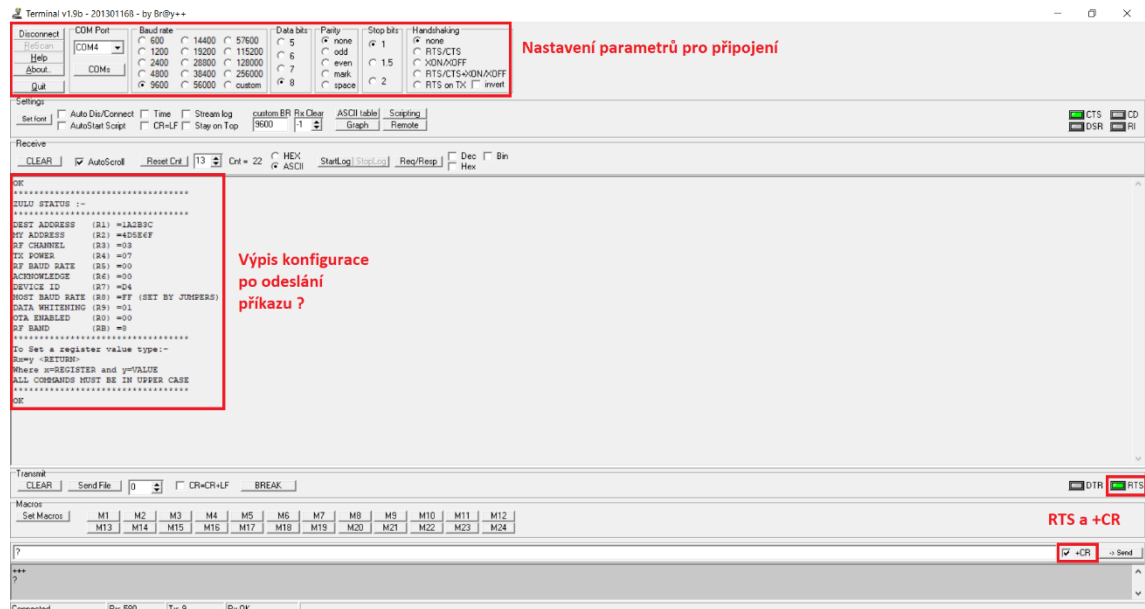 Terminal v1.9b - 20130116ß - by Br@y++
Disconnect
ReScan
Help
About..
Quit
COM Port
COM4
COMs
Baud rate
600 14400 57600
1200 19200 115200
2400 28800 128000
4800 38400 256000
9600 56000 custom
Data bits
5
6
7
8
Parity
none
odd
even
mark
space
Stop bits
1
1.5
2
Handshaking
none
RTS/CTS
XON/XOFF
RTS/CTS+XON/XOFF
RTS on TX invert
Nastavení parametrů pro připojení
Settings
Set font
Auto Dis/Connect Time Stream log
AutoStart Script CR=LF Stay on Top
custom BR Rx Clear
9600 -1
ASCII table Scripting
Graph Remote
CTS CD
DSR RI
Receive
CLEAR AutoScroll Reset Cnt 13 Cnt = 22 HEX ASCII StartLog StopLog Req/Resp Dec Bin Hex
OK
**********************************
ZULU STATUS :-
**********************************
DEST ADDRESS (R1) =1A2B3C
MY ADDRESS (R2) =4D5E6F
RF CHANNEL (R3) =03
TX POWER (R4) =07
RF BAUD RATE (R5) =00
ACKNOWLEDGE (R6) =00
DEVICE ID (R7) =D4
HOST BAUD RATE (R8) =FF (SET BY JUMPERS)
DATA WHITENING (R9) =01
OTA ENABLED (R0) =00
RF BAND (RB) =8
**********************************
To Set a register value type:-
Rx=y <RETURN>
Where x=REGISTER and y=VALUE
ALL COMMANDS MUST BE IN UPPER CASE
**********************************
OK
Výpis konfigurace
po odeslání
příkazu ?
Transmit
CLEAR Send File 0 CR=CR+LF BREAK
DTR RTS
Macros
Set Macros
M1 M2 M3 M4 M5 M6 M7 M8 M9 M10 M11 M12
M13 M14 M15 M16 M17 M18 M19 M20 M21 M22 M23 M24
RTS a +CR
?
+CR -> Send
+++
?
Connected Rx: 590 Tx: 9 Rx OK